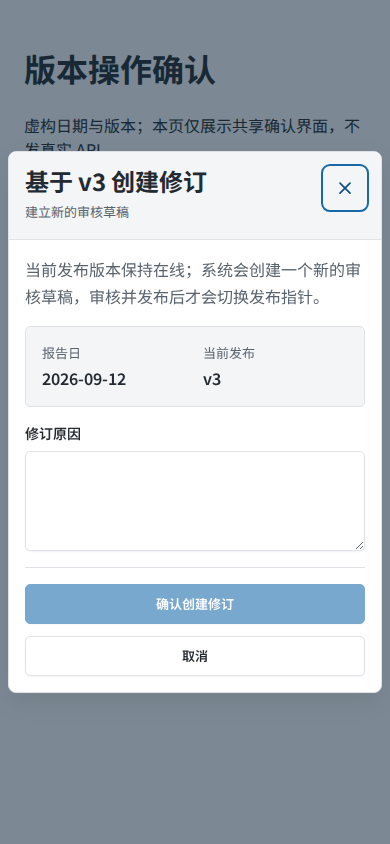 版本操作确认
虚构日期与版本；本页仅展示共享确认界面，不
发真实 API
基于 v3 创建修订
建立新的审核草稿
当前发布版本保持在线；系统会创建一个新的审
核草稿，审核并发布后才会切换发布指针。
报告日
当前发布
2026-09-12
v3
修订原因
确认创建修订
取消